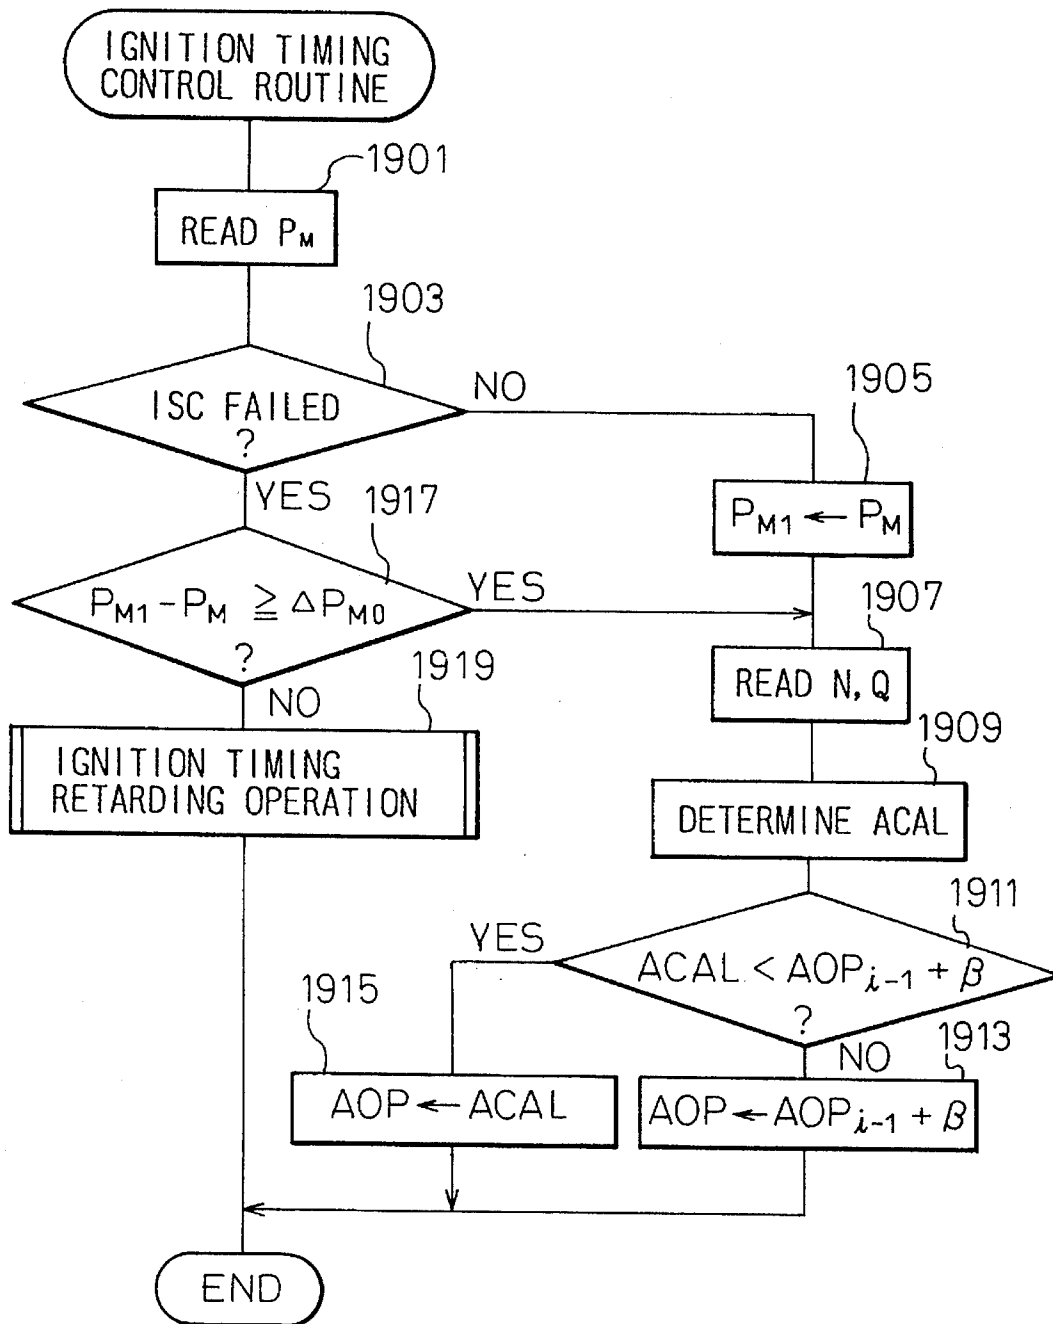 IGNITION TIMING
CONTROL ROUTINE
1901
READ PM
1903
ISC FAILED
?
NO
YES
1905
PM1 ← PM
1917
PM1 - PM ≧ ΔPM0
?
YES
NO
1907
READ N, Q
1919
IGNITION TIMING
RETARDING OPERATION
1909
DETERMINE ACAL
1911
ACAL < AOPi-1 + β
?
YES
NO
1915
AOP ← ACAL
1913
AOP ← AOPi-1 + β
END